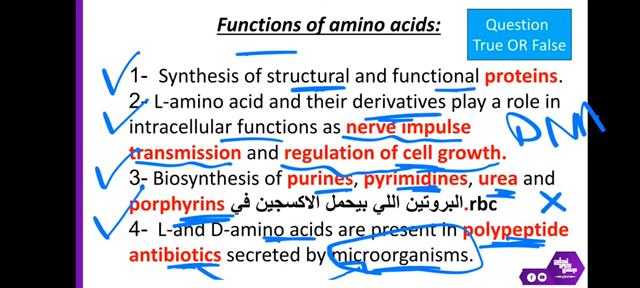 Functions of amino acids:
Question
True OR False
1- Synthesis of structural and functional proteins.
2- L-amino acid and their derivatives play a role in
intracellular functions as nerve impulse
transmission and regulation of cell growth.
3- Biosynthesis of purines, pyrimidines, urea and
porphyrins البروتين اللي بيحمل الاكسجين في.rbc
4- L-and D-amino acids are present in polypeptide
antibiotics secreted by microorganisms.